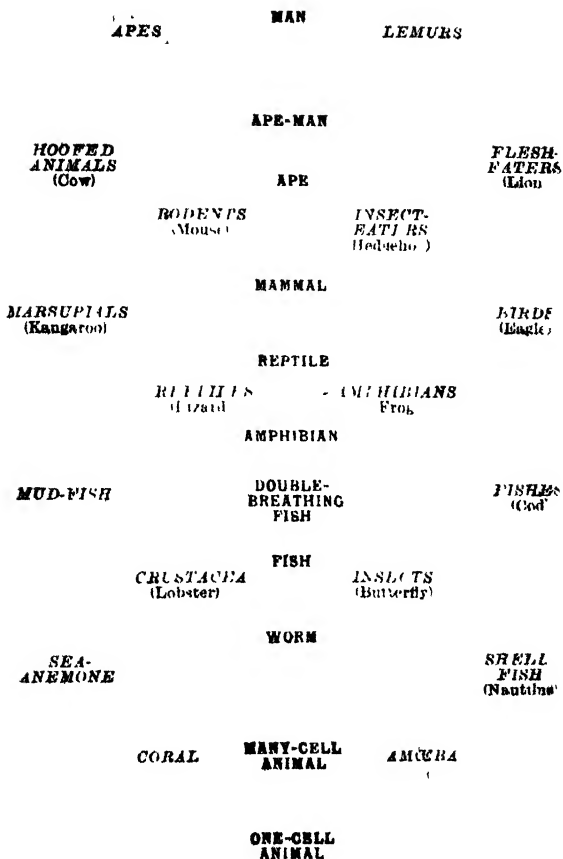 MAN
APES
LEMURS
APE-MAN
HOOFED
ANIMALS
(Cow)
FLESH-
EATERS
(Lion
APE
RODENTS
(Mouse)
INSECT-
EATERS
MAMMAL
MARSUPIALS
(Kangaroo)
BIRDS
(Eagle)
REPTILE
REPTILES
Lizard
AMPHIBIANS
Frog
AMPHIBIAN
MUD-FISH
DOUBLE-
BREATHING
FISH
FISHES
(Cod
FISH
CRUSTACEA
(Lobster)
INSECTS
(Butterfly)
WORM
SEA-
ANEMONE
SHELL
FISH
(Nautilus
CORAL
MANY-CELL
ANIMAL
AMŒBA
ONE-CELL
ANIMAL